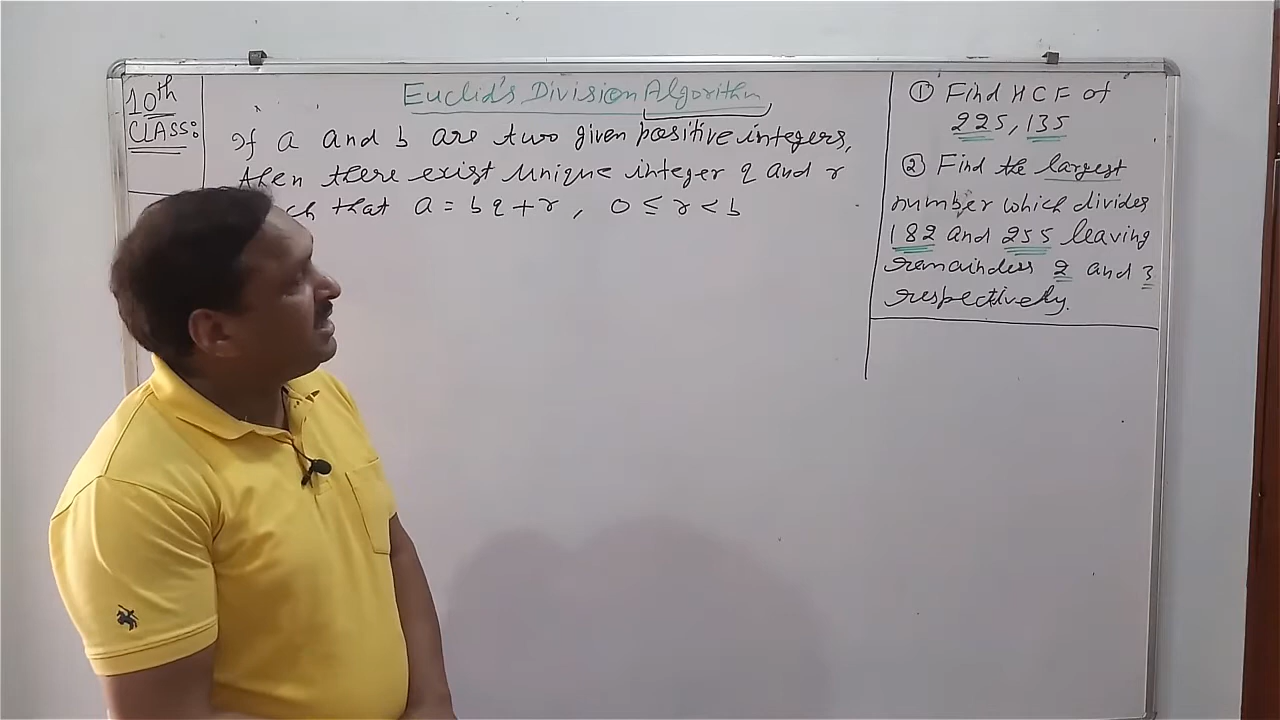 10th
CLASS:
Euclid's Division Algorithm
If a and b are two given positive integers,
then there exist unique integer q and r
that a = bq + r , 0 ≤ r < b
① Find HCF of
225, 135
② Find the largest
number which divides
182 and 255 leaving
remainders 2 and 3
respectively.